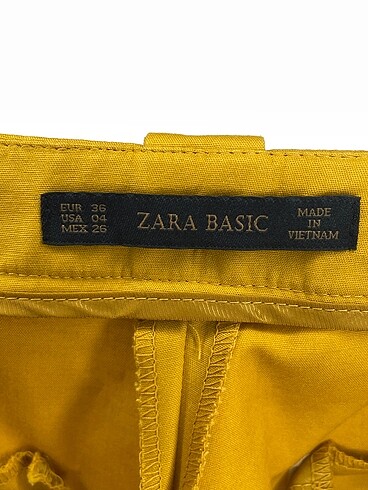 EUR 36
USA 04
MEX 26
ZARA BASIC
MADE
IN
VIETNAM